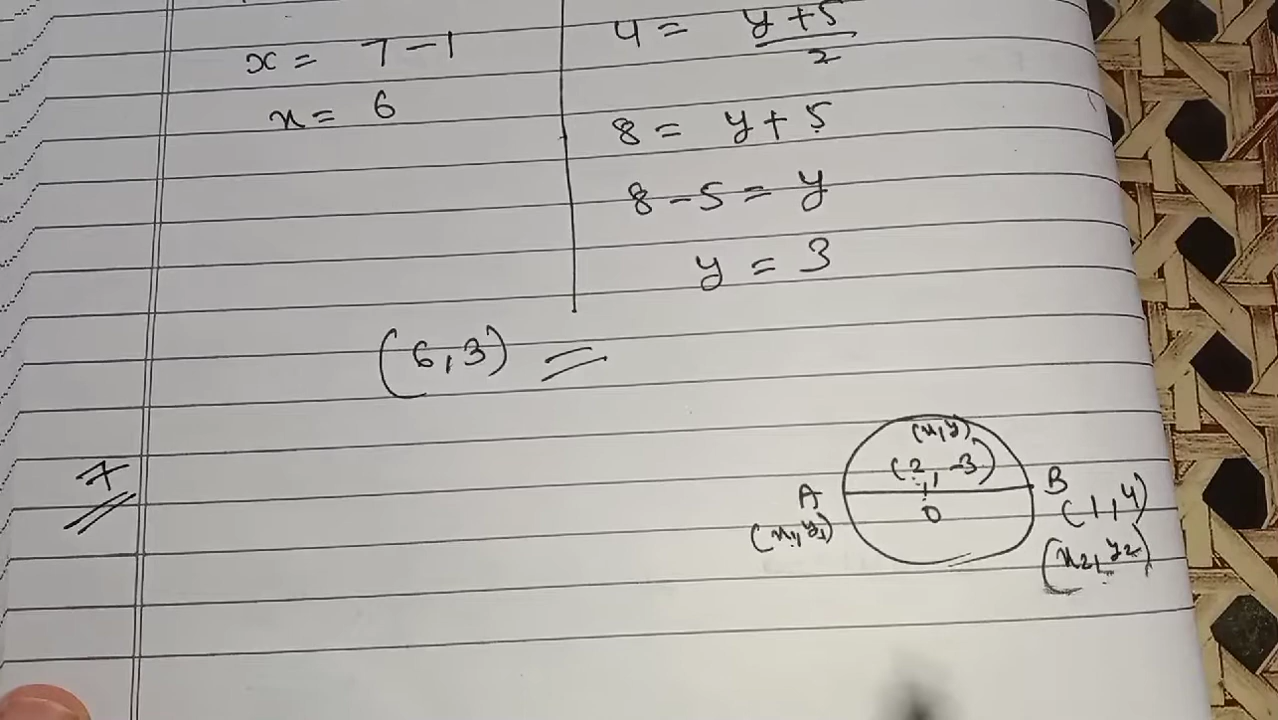 x = 7 - 1
x = 6
4 = y + 5
2
8 = y + 5
8 - 5 = y
y = 3
(6, 3)
7
(x, y)
(2, -3)
A
B
O
(1, 4)
(x1, y1)
(x2, y2)